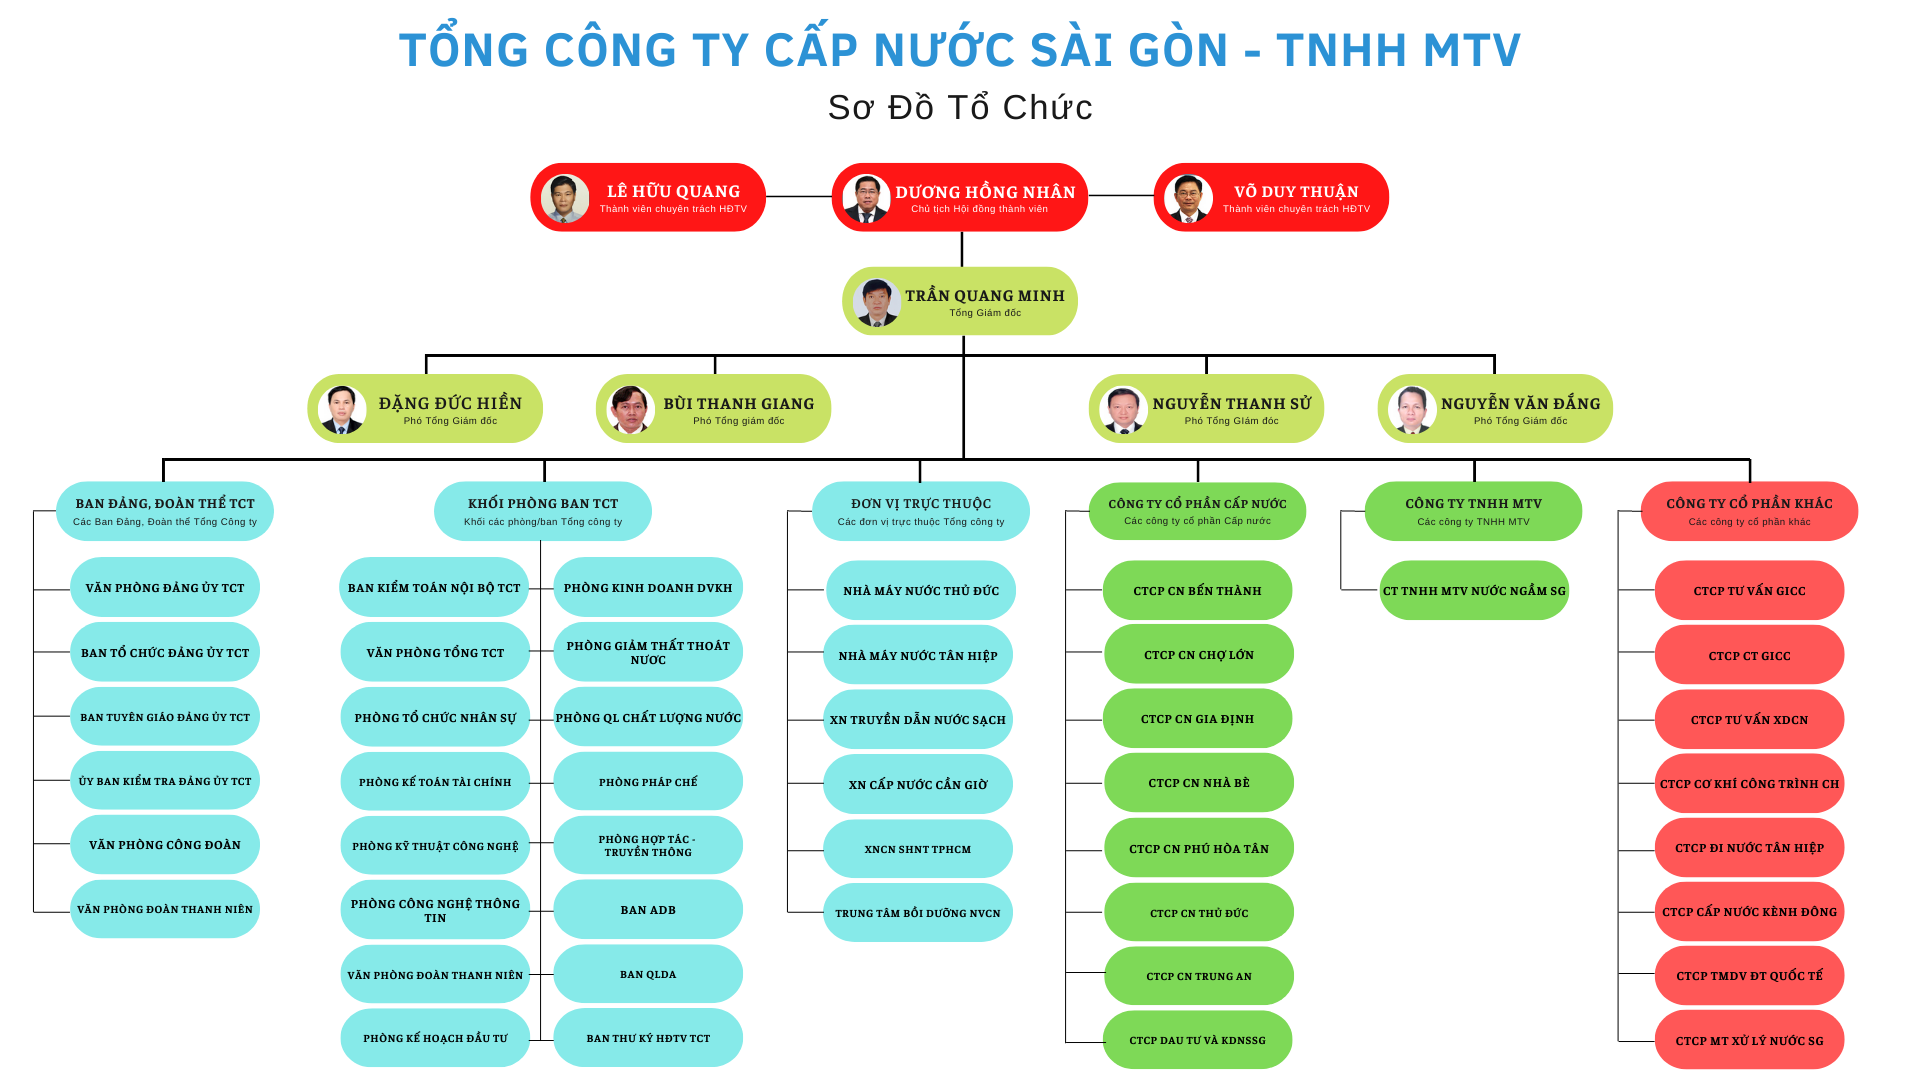 TỔNG CÔNG TY CẤP NƯỚC SÀI GÒN - TNHH MTV
Sơ Đồ Tổ Chức
LÊ HỮU QUANG
Thành viên chuyên trách HĐTV
DƯƠNG HỒNG NHÂN
Chủ tịch Hội đồng thành viên
VÕ DUY THUẬN
Thành viên chuyên trách HĐTV
TRẦN QUANG MINH
Tổng Giám đốc
ĐẶNG ĐỨC HIỀN
Phó Tổng Giám đốc
BÙI THANH GIANG
Phó Tổng giám đốc
NGUYỄN THANH SỬ
Phó Tổng GIám đốc
NGUYỄN VĂN ĐẮNG
Phó Tổng Giám đốc
BAN ĐẢNG, ĐOÀN THỂ TCT
Các Ban Đảng, Đoàn thể Tổng Công ty
VĂN PHÒNG ĐẢNG ỦY TCT
BAN TỔ CHỨC ĐẢNG ỦY TCT
BAN TUYÊN GIÁO ĐẢNG ỦY TCT
ỦY BAN KIỂM TRA ĐẢNG ỦY TCT
VĂN PHÒNG CÔNG ĐOÀN
VĂN PHÒNG ĐOÀN THANH NIÊN
KHỐI PHÒNG BAN TCT
Khối các phòng/ban Tổng công ty
BAN KIỂM TOÁN NỘI BỘ TCT
VĂN PHÒNG TỔNG TCT
PHÒNG TỔ CHỨC NHÂN SỰ
PHÒNG KẾ TOÁN TÀI CHÍNH
PHÒNG KỸ THUẬT CÔNG NGHỆ
PHÒNG CÔNG NGHỆ THÔNG
TIN
VĂN PHÒNG ĐOÀN THANH NIÊN
PHÒNG KẾ HOẠCH ĐẦU TƯ
PHÒNG KINH DOANH DVKH
PHÒNG GIẢM THẤT THOÁT
NƯƠC
PHÒNG QL CHẤT LƯỢNG NƯỚC
PHÒNG PHÁP CHẾ
PHÒNG HỢP TÁC -
TRUYỀN THÔNG
BAN ADB
BAN QLDA
BAN THƯ KÝ HĐTV TCT
ĐƠN VỊ TRỰC THUỘC
Các đơn vị trực thuộc Tổng công ty
NHÀ MÁY NƯỚC THỦ ĐỨC
NHÀ MÁY NƯỚC TÂN HIỆP
XN TRUYỀN DẪN NƯỚC SẠCH
XN CẤP NƯỚC CẦN GIỜ
XNCN SHNT TPHCM
TRUNG TÂM BỒI DƯỠNG NVCN
CÔNG TY CỔ PHẦN CẤP NƯỚC
Các công ty cổ phần Cấp nước
CTCP CN BẾN THÀNH
CTCP CN CHỢ LỚN
CTCP CN GIA ĐỊNH
CTCP CN NHÀ BÈ
CTCP CN PHÚ HÒA TÂN
CTCP CN THỦ ĐỨC
CTCP CN TRUNG AN
CTCP DAU TƯ VÀ KDNSSG
CÔNG TY TNHH MTV
Các công ty TNHH MTV
CT TNHH MTV NƯỚC NGẦM SG
CÔNG TY CỔ PHẦN KHÁC
Các công ty cổ phần khác
CTCP TƯ VẤN GICC
CTCP CT GICC
CTCP TƯ VẤN XDCN
CTCP CƠ KHÍ CÔNG TRÌNH CH
CTCP ĐI NƯỚC TÂN HIỆP
CTCP CẤP NƯỚC KÈNH ĐÔNG
CTCP TMDV ĐT QUỐC TẾ
CTCP MT XỬ LÝ NƯỚC SG